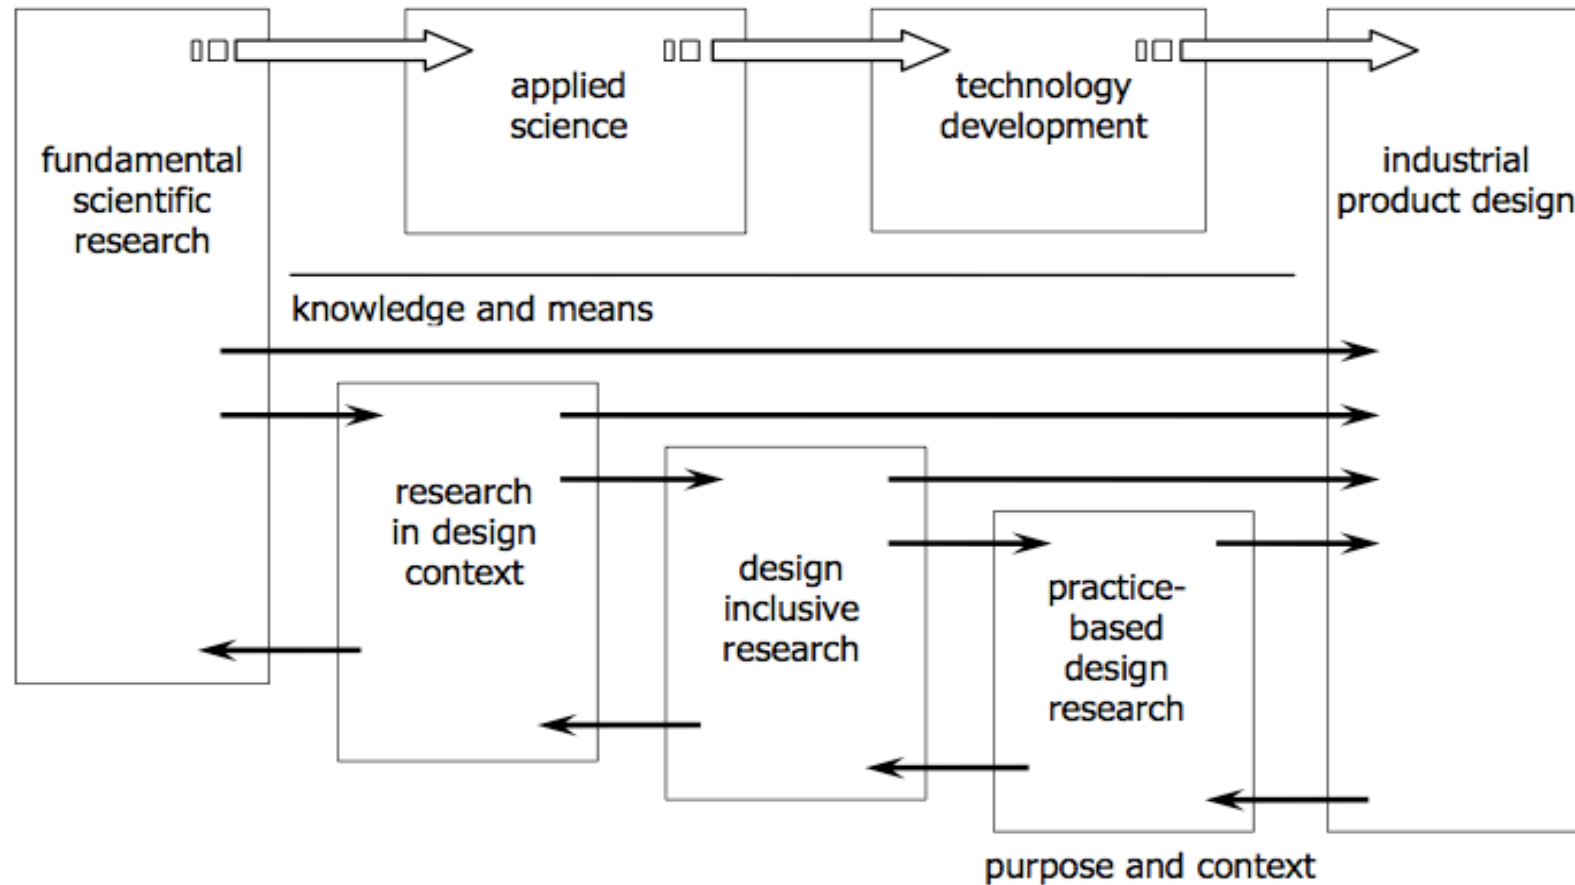 applied
science
technology
development
fundamental
scientific
research
industrial
product design
knowledge and means
research
in design
context
design
inclusive
research
practice-
based
design
research
purpose and context